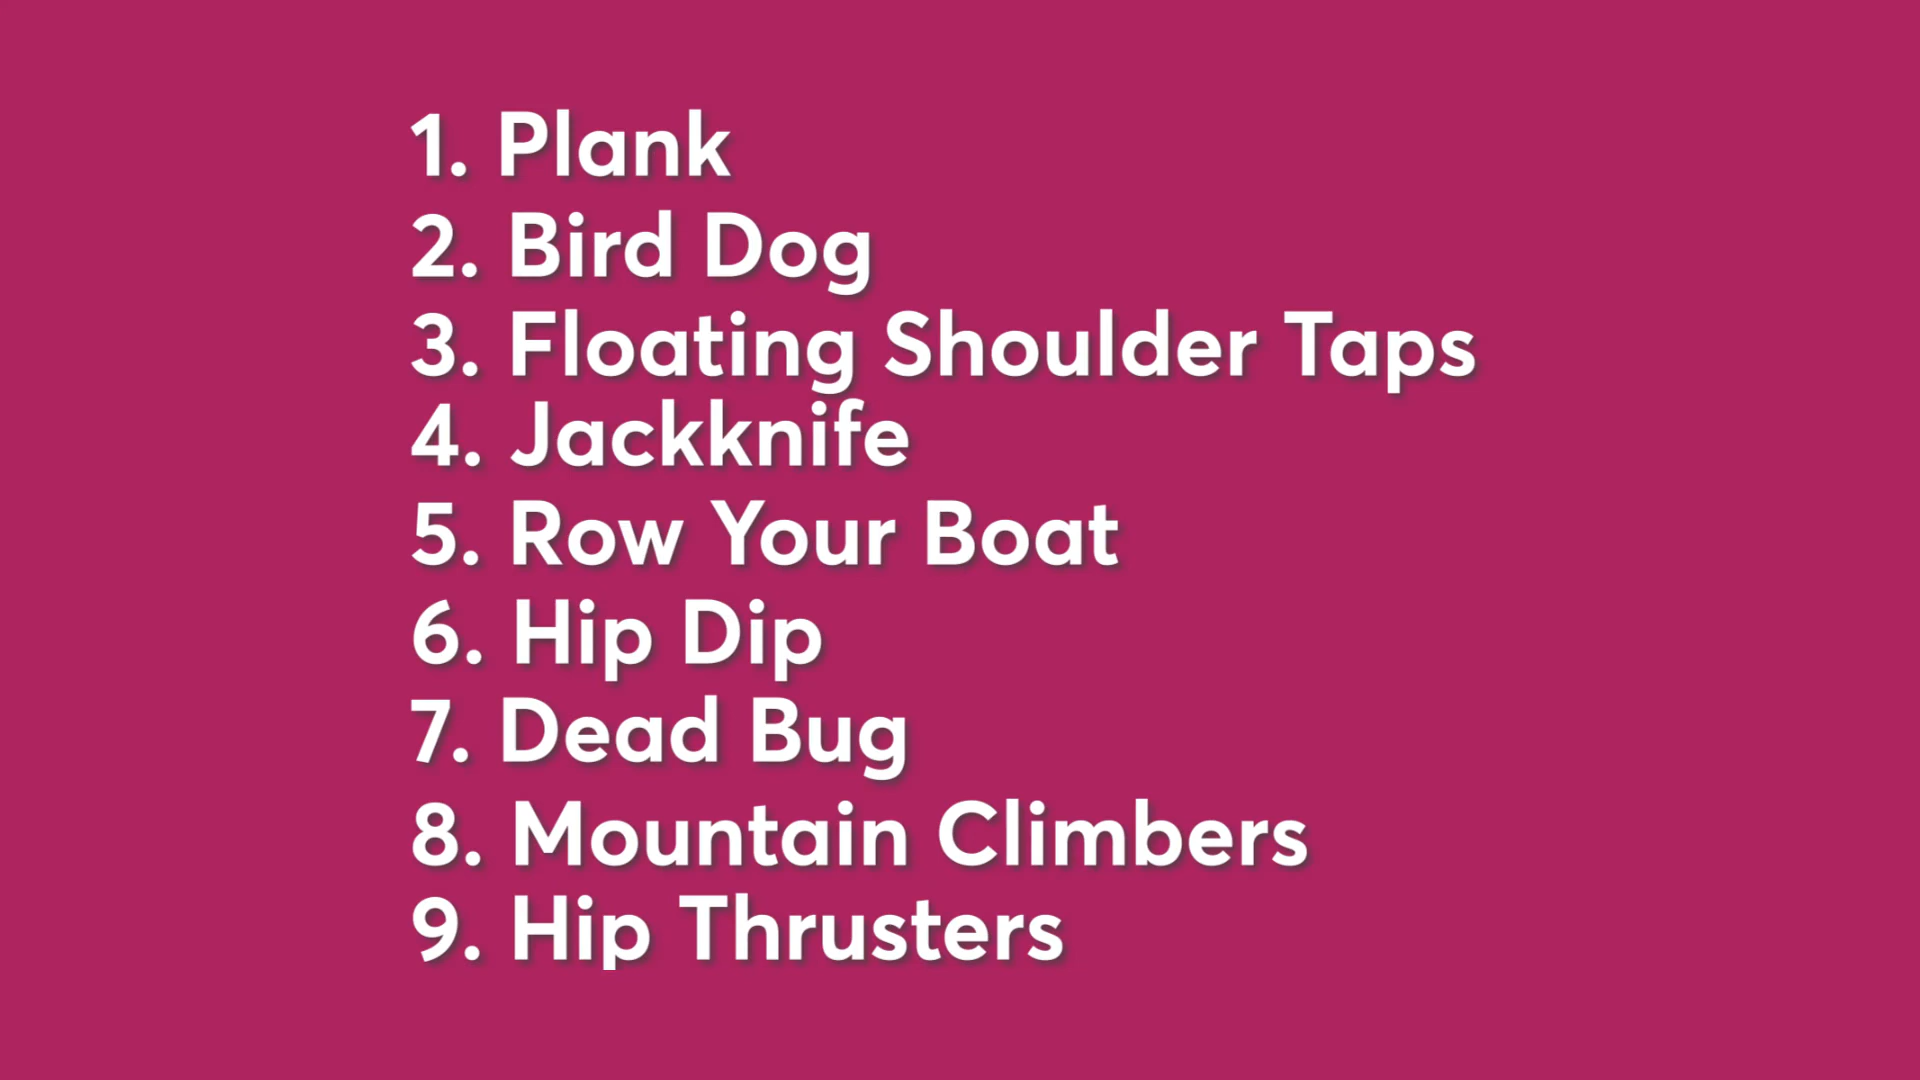 1. Plank
2. Bird Dog
3. Floating Shoulder Taps
4. Jackknife
5. Row Your Boat
6. Hip Dip
7. Dead Bug
8. Mountain Climbers
9. Hip Thrusters